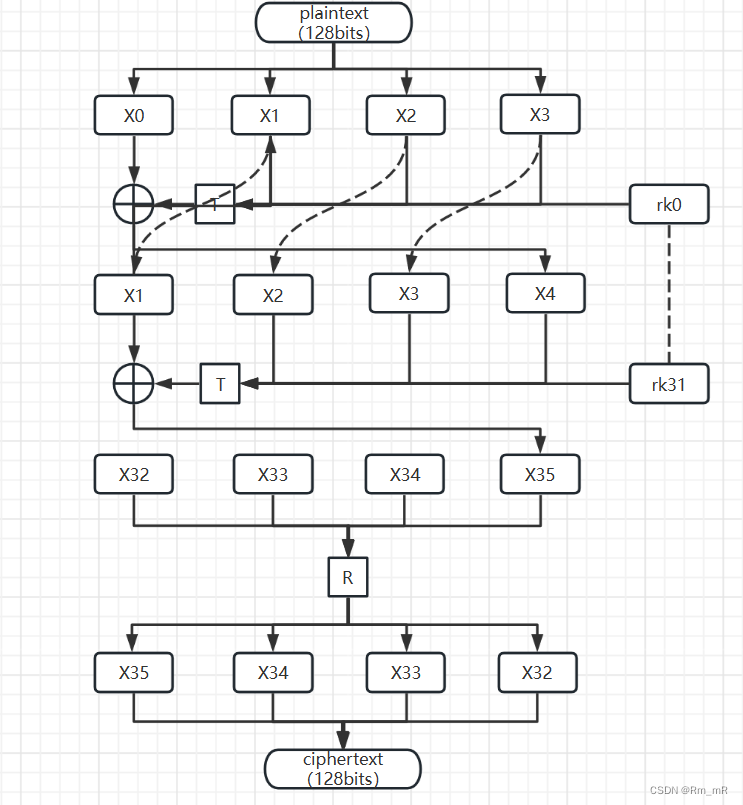 plaintext
(128bits)
X0
X1
X2
X3
T
rk0
X1
X2
X3
X4
T
rk31
X32
X33
X34
X35
R
X35
X34
X33
X32
ciphertext
(128bits)
CSDN @Rm_mR